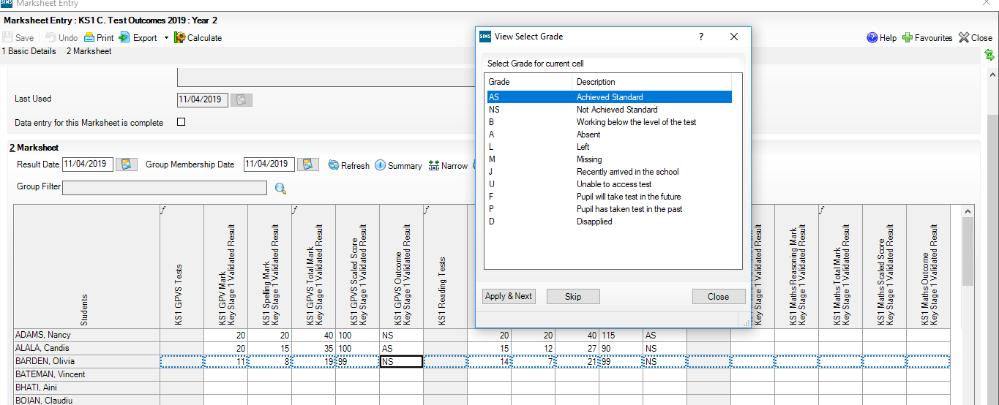 SIMS Marksheet Entry
Marksheet Entry : KS1 C. Test Outcomes 2019 : Year 2
Save Undo Print Export Calculate Help Favourites Close
1 Basic Details 2 Marksheet
Last Used 11/04/2019
Data entry for this Marksheet is complete
2 Marksheet
Result Date 11/04/2019 Group Membership Date 11/04/2019 Refresh Summary Narrow
Group Filter
Students
f
KS1 GPVS Tests
KS1 GPV Mark
Key Stage 1 Validated Result
KS1 Spelling Mark
Key Stage 1 Validated Result
f
KS1 GPVS Total Mark
Key Stage 1 Validated Result
KS1 GPVS Scaled Score
Key Stage 1 Validated Result
KS1 GPVS Outcome
Key Stage 1 Validated Result
f
KS1 Reading Tests
Key Stage 1 Validated Result
KS1 Maths Reasoning Mark
Key Stage 1 Validated Result
f
KS1 Maths Total Mark
Key Stage 1 Validated Result
KS1 Maths Scaled Score
Key Stage 1 Validated Result
KS1 Maths Outcome
Key Stage 1 Validated Result
ADAMS, Nancy 20 20 40 100 NS 20 20 40 115 AS
ALALA, Candis 20 15 35 100 AS 15 12 27 90 NS
BARDEN, Olivia 11 8 19 99 NS 14 7 21 99 NS
BATEMAN, Vincent
BHATI, Aini
BOIAN, Claudiu
SIMS View Select Grade ?
Select Grade for current cell
Grade Description
AS Achieved Standard
NS Not Achieved Standard
B Working below the level of the test
A Absent
L Left
M Missing
J Recently arrived in the school
U Unable to access test
F Pupil will take test in the future
P Pupil has taken test in the past
D Disapplied
Apply & Next Skip Close